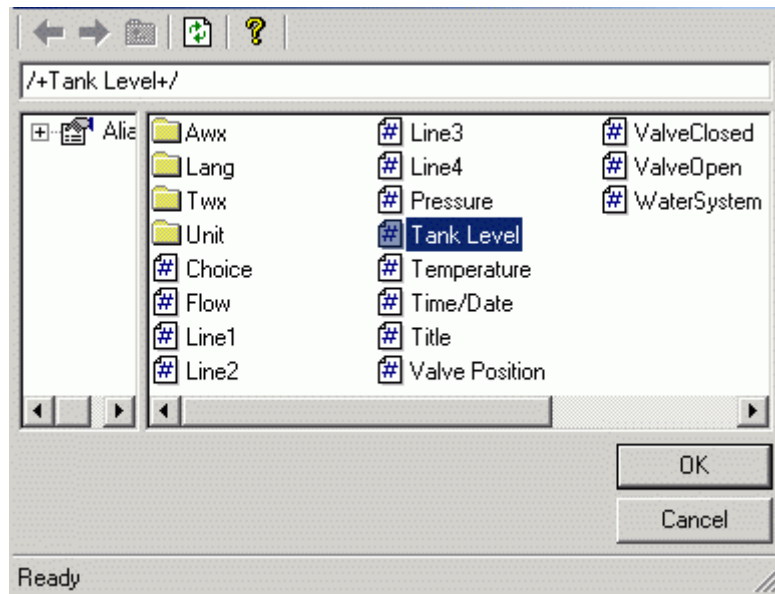 /+Tank Level+/
Alia
Awx
Lang
Twx
Unit
Choice
Flow
Line1
Line2
Line3
Line4
Pressure
Tank Level
Temperature
Time/Date
Title
Valve Position
ValveClosed
ValveOpen
WaterSystem
OK
Cancel
Ready